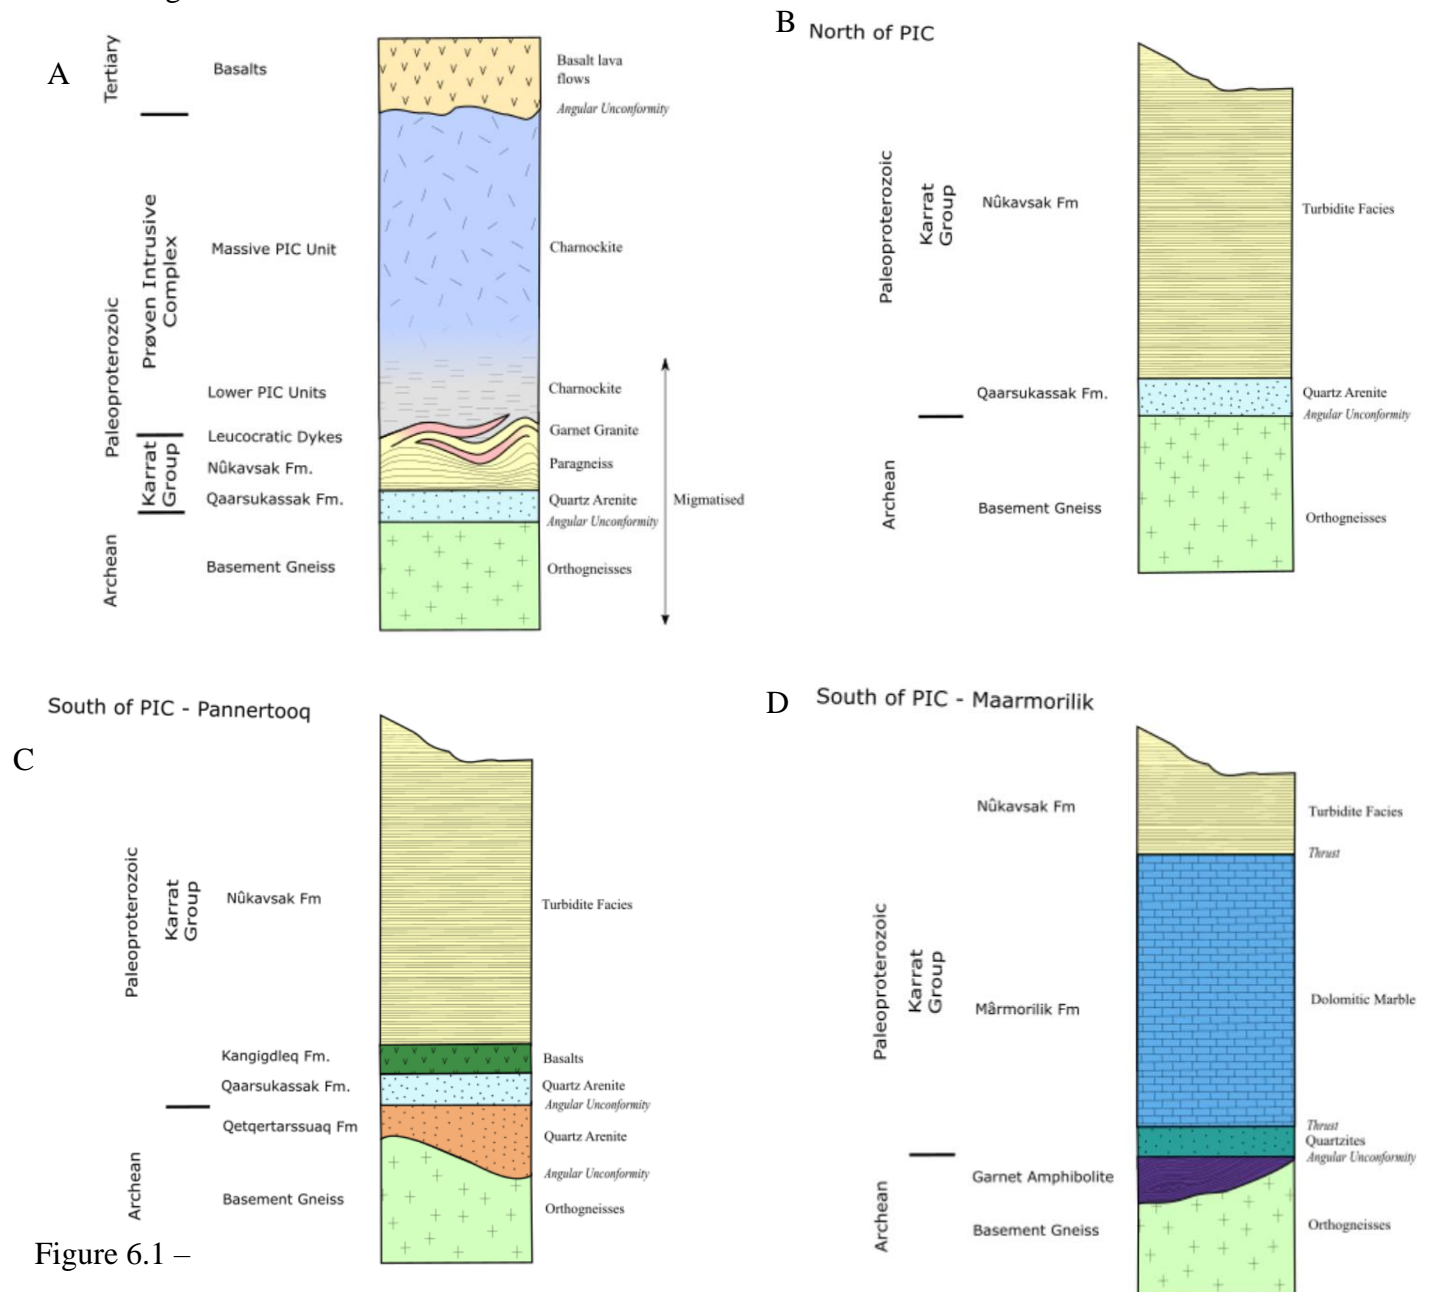 A
Tertiary
Basalts
Basalt lava
flows
Angular Unconformity
Paleoproterozoic
Prøven Intrusive
Complex
Massive PIC Unit
Charnockite
Lower PIC Units
Charnockite
Leucocratic Dykes
Garnet Granite
Karrat
Group
Nûkavsak Fm.
Paragneiss
Qaarsukassak Fm.
Quartz Arenite
Angular Unconformity
Migmatised
Archean
Basement Gneiss
Orthogneisses
B
North of PIC
Paleoproterozoic
Karrat
Group
Nûkavsak Fm
Turbidite Facies
Qaarsukassak Fm.
Quartz Arenite
Angular Unconformity
Archean
Basement Gneiss
Orthogneisses
South of PIC - Pannertooq
C
Paleoproterozoic
Karrat
Group
Nûkavsak Fm
Turbidite Facies
Kangigdleq Fm.
Basalts
Qaarsukassak Fm.
Quartz Arenite
Angular Unconformity
Qetqertarssuaq Fm
Quartz Arenite
Angular Unconformity
Archean
Basement Gneiss
Orthogneisses
D
South of PIC - Maarmorilik
Nûkavsak Fm
Turbidite Facies
Thrust
Paleoproterozoic
Karrat
Group
Mârmorilik Fm
Dolomitic Marble
Thrust
Quartzites
Angular Unconformity
Garnet Amphibolite
Archean
Basement Gneiss
Orthogneisses
Figure 6.1 –